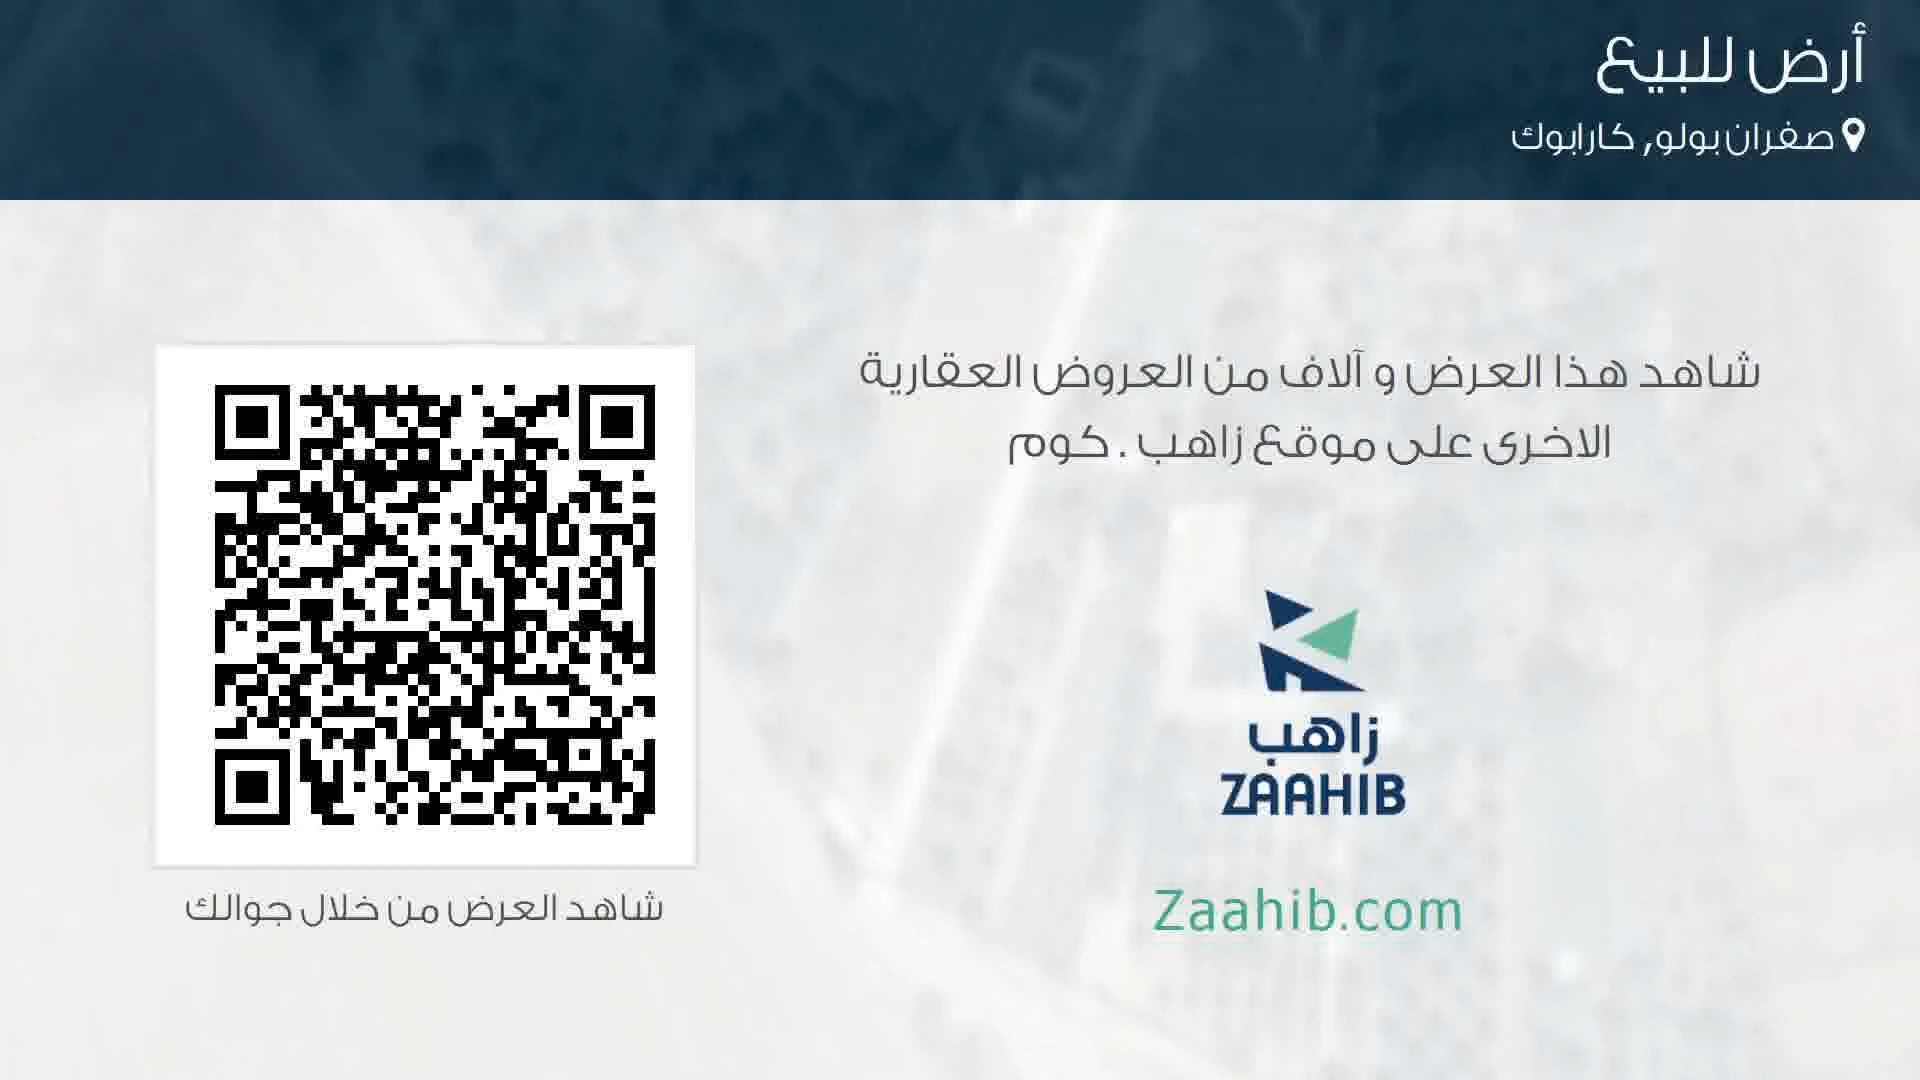 أرض للبيع
صفران بولو, كارابوك
شاهد هذا العرض و آلاف من العروض العقارية
الاخرى على موقع زاهب . كوم
زاهب
ZAAHIB
Zaahib.com
شاهد العرض من خلال جوالك